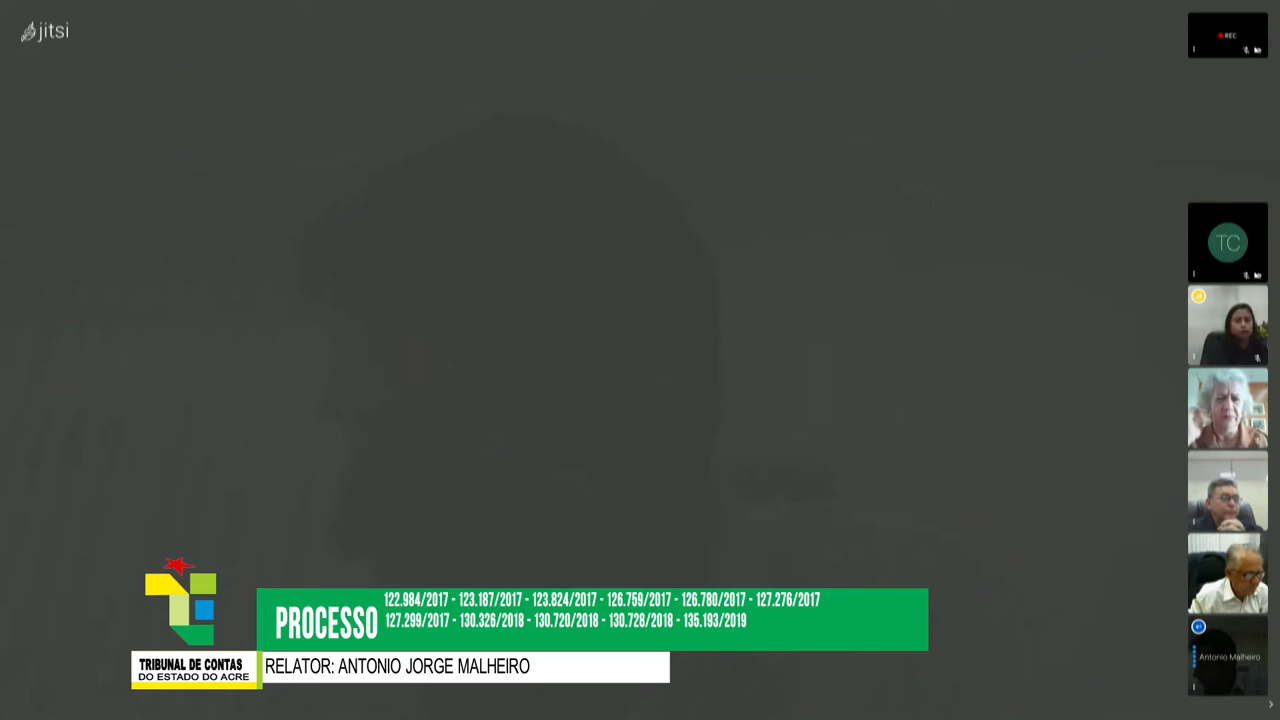 jitsi
REC
TC
PROCESSO
122.984/2017 - 123.187/2017 - 123.824/2017 - 126.759/2017 - 126.780/2017 - 127.276/2017
127.299/2017 - 130.326/2018 - 130.720/2018 - 130.728/2018 - 135.193/2019
Antonio Malheiro
TRIBUNAL DE CONTAS
DO ESTADO DO ACRE
RELATOR: ANTONIO JORGE MALHEIRO